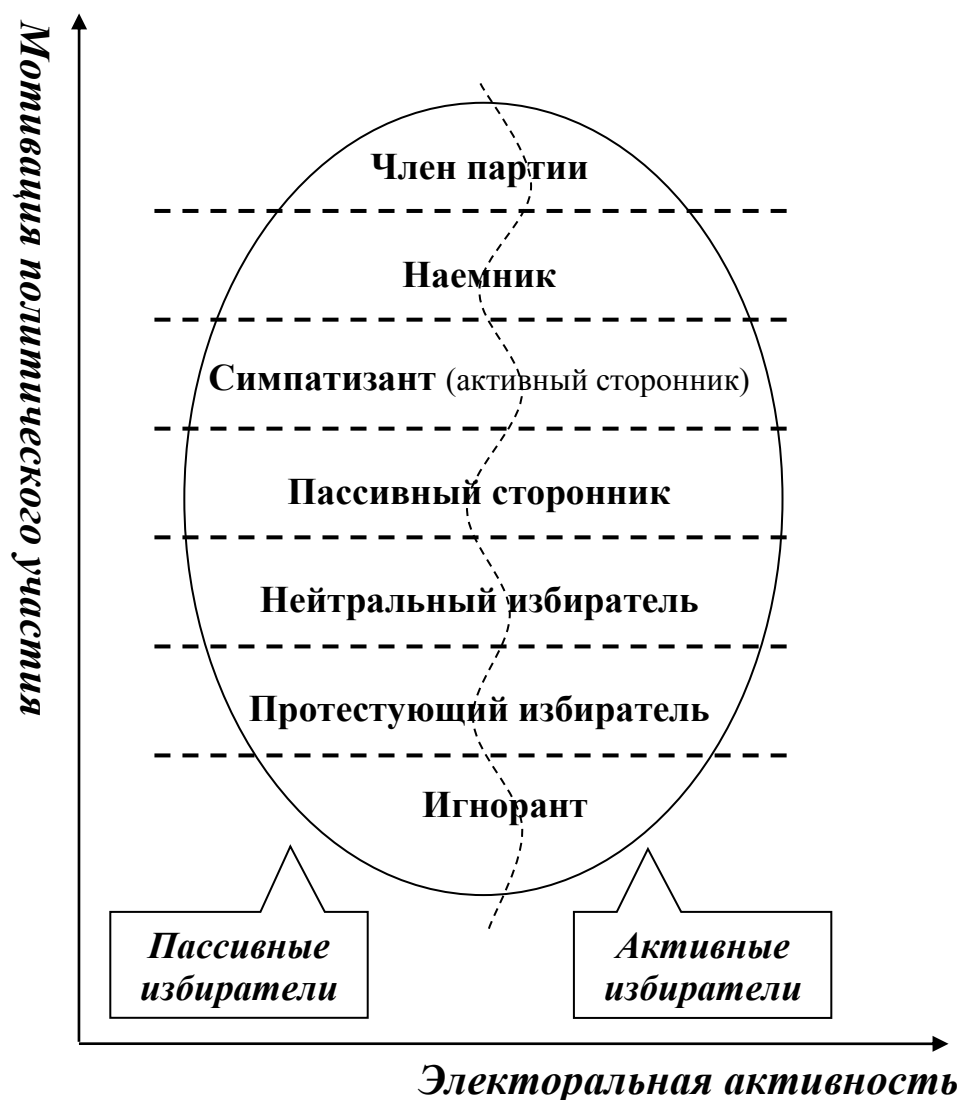 Мотивация политического участия
Член партии
Наемник
Симпатизант (активный сторонник)
Пассивный сторонник
Нейтральный избиратель
Протестующий избиратель
Игнорант
Пассивные
избиратели
Активные
избиратели
Электоральная активность